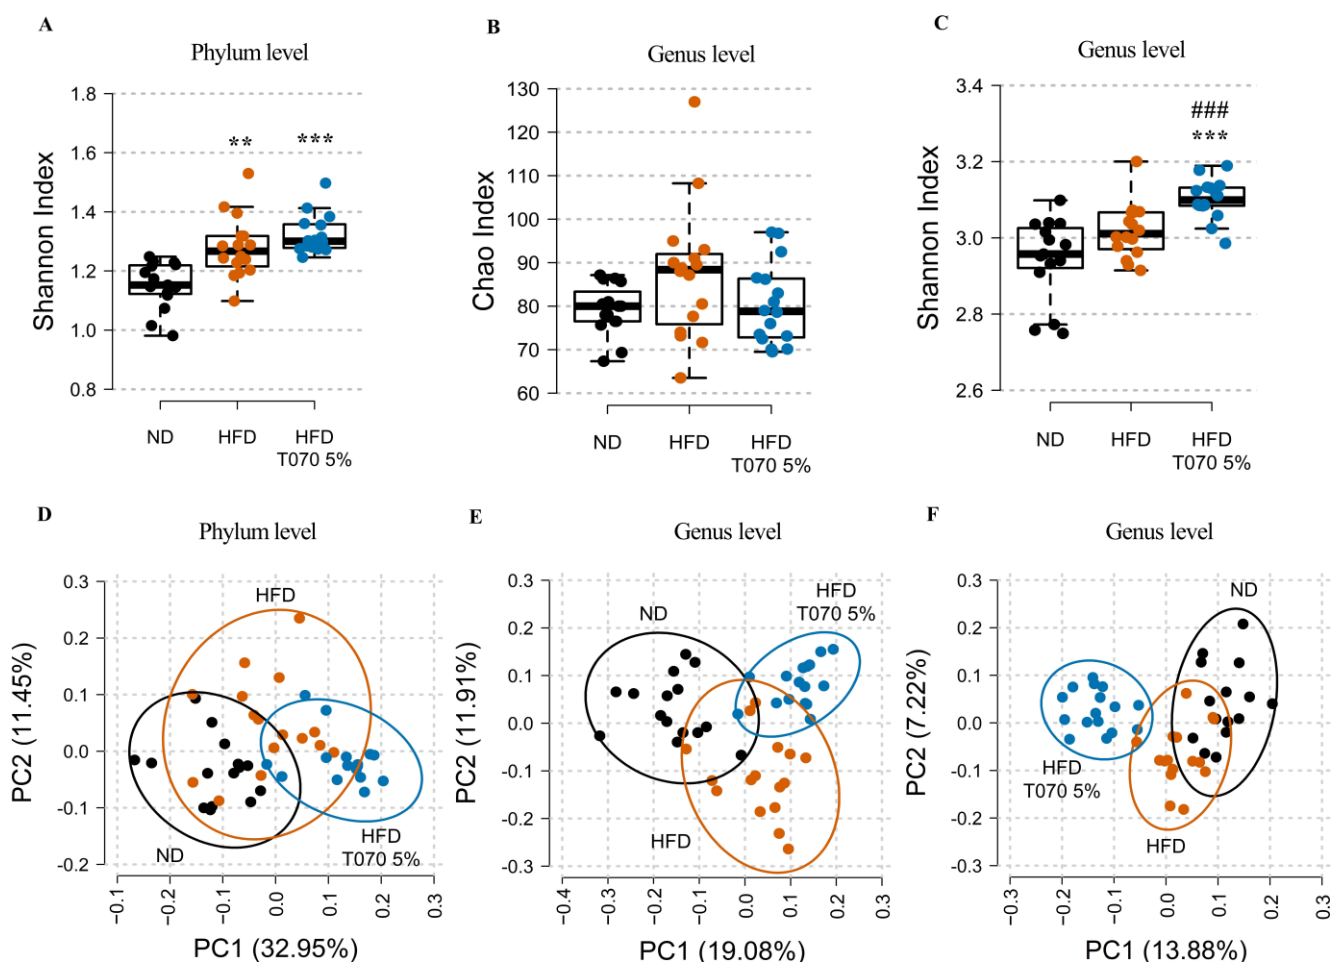 A
Phylum level
Shannon Index
1.8
1.6
1.4
1.2
1.0
0.8
**
***
ND
HFD
HFD
T070 5%
B
Genus level
Chao Index
130
120
110
100
90
80
70
60
ND
HFD
HFD
T070 5%
C
Genus level
Shannon Index
3.4
3.2
3.0
2.8
2.6
###
***
ND
HFD
HFD
T070 5%
D
Phylum level
PC2 (11.45%)
0.3
0.2
0.1
0.0
−0.1
−0.2
HFD
ND
HFD
T070 5%
−0.1
−0.1
0.0
0.1
0.2
0.3
PC1 (32.95%)
E
Genus level
PC2 (11.91%)
0.3
0.2
0.1
0.0
−0.1
−0.2
−0.3
ND
HFD
T070 5%
HFD
−0.4
−0.3
−0.2
−0.1
0.0
0.1
0.2
0.3
PC1 (19.08%)
F
Genus level
PC2 (7.22%)
0.3
0.2
0.1
0.0
−0.1
−0.2
−0.3
ND
HFD
T070 5%
HFD
−0.3
−0.2
−0.1
0.0
0.1
0.2
0.3
PC1 (13.88%)